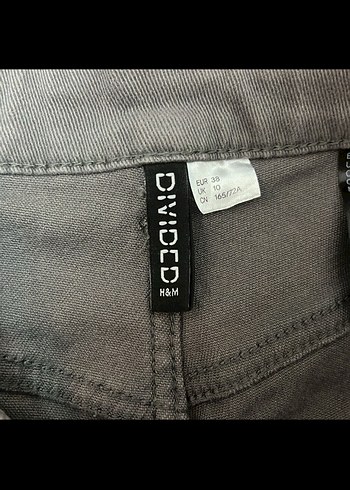 DIVIDED
H&M
EUR 38
UK 10
CN 165/72A